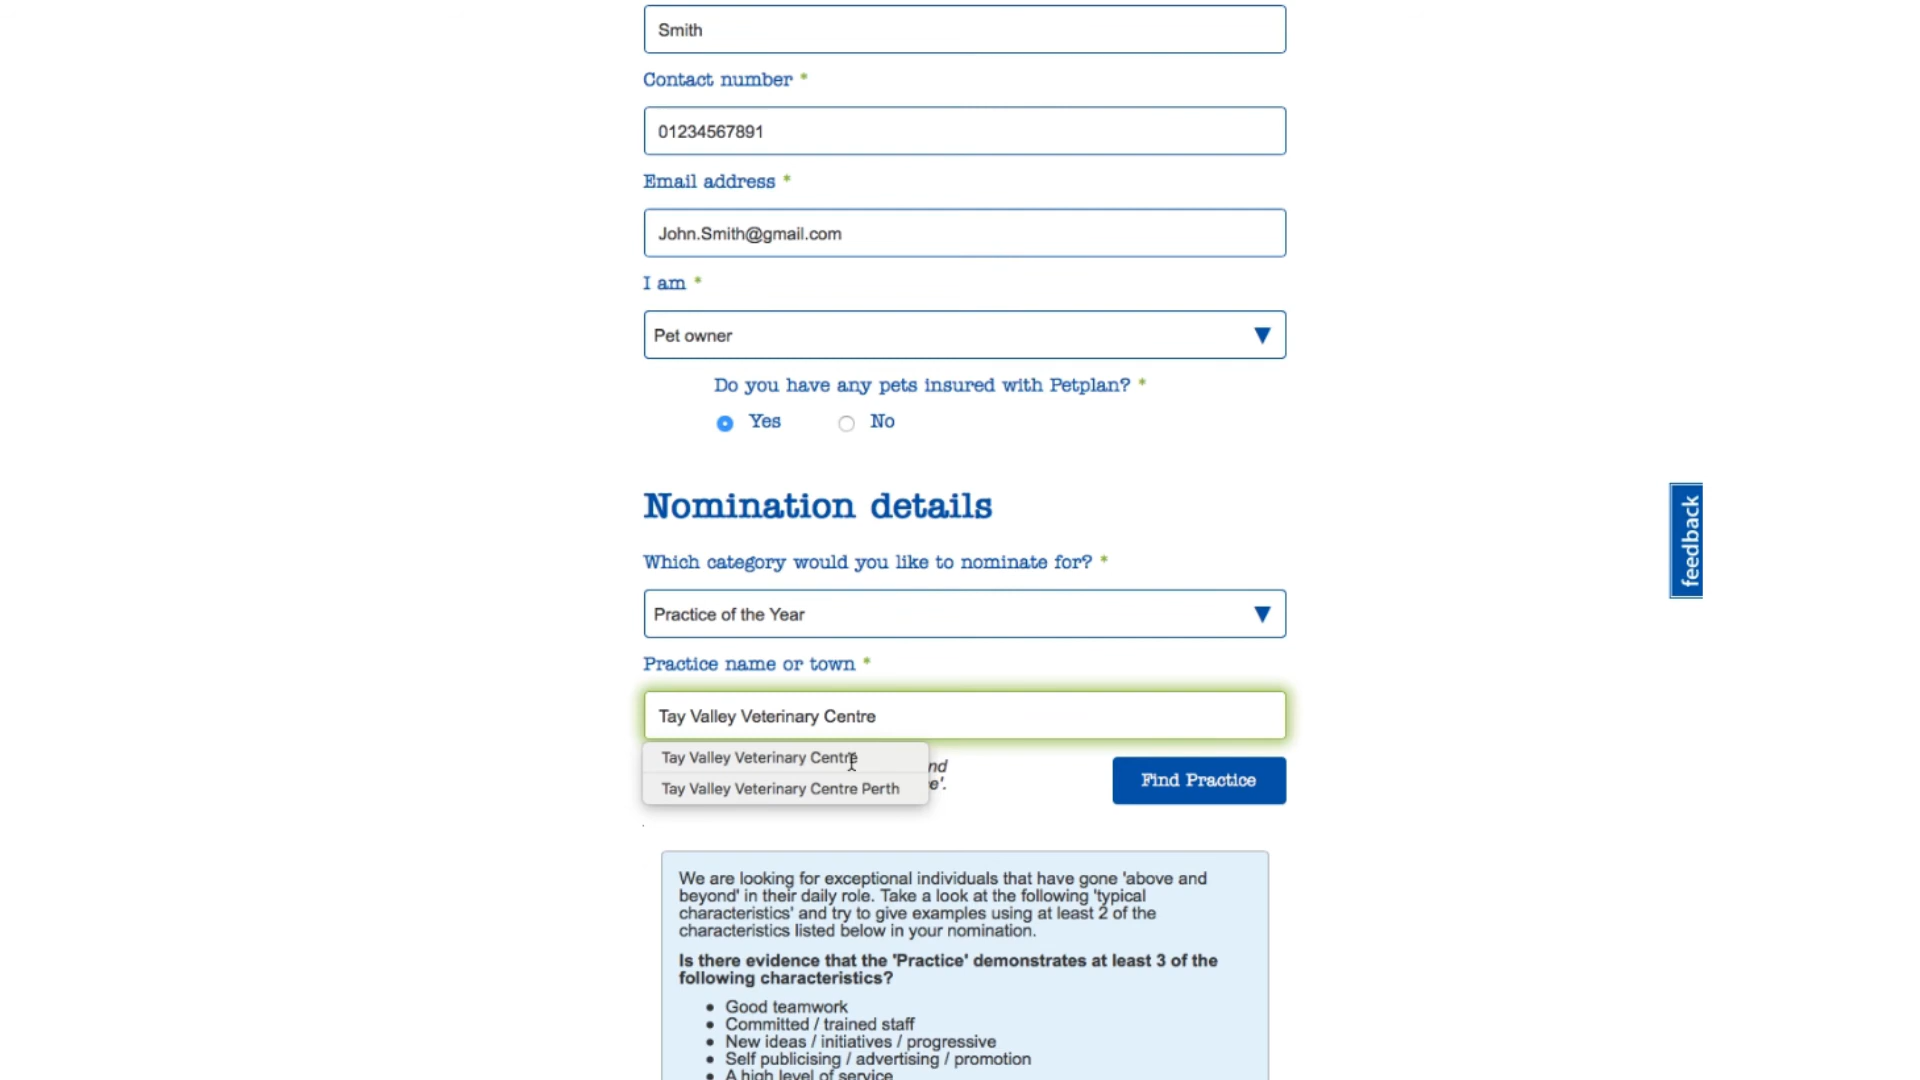 Smith
Contact number *
01234567891
Email address *
John.Smith@gmail.com
I am *
Pet owner
Do you have any pets insured with Petplan? *
Yes No
Nomination details
feedback
Which category would you like to nominate for? *
Practice of the Year
Practice name or town *
Tay Valley Veterinary Centre
Tay Valley Veterinary Centre
Tay Valley Veterinary Centre Perth
Find Practice
We are looking for exceptional individuals that have gone 'above and
beyond' in their daily role. Take a look at the following 'typical
characteristics' and try to give examples using at least 2 of the
characteristics listed below in your nomination.
Is there evidence that the 'Practice' demonstrates at least 3 of the
following characteristics?
• Good teamwork
• Committed / trained staff
• New ideas / initiatives / progressive
• Self publicising / advertising / promotion
• A high level of service